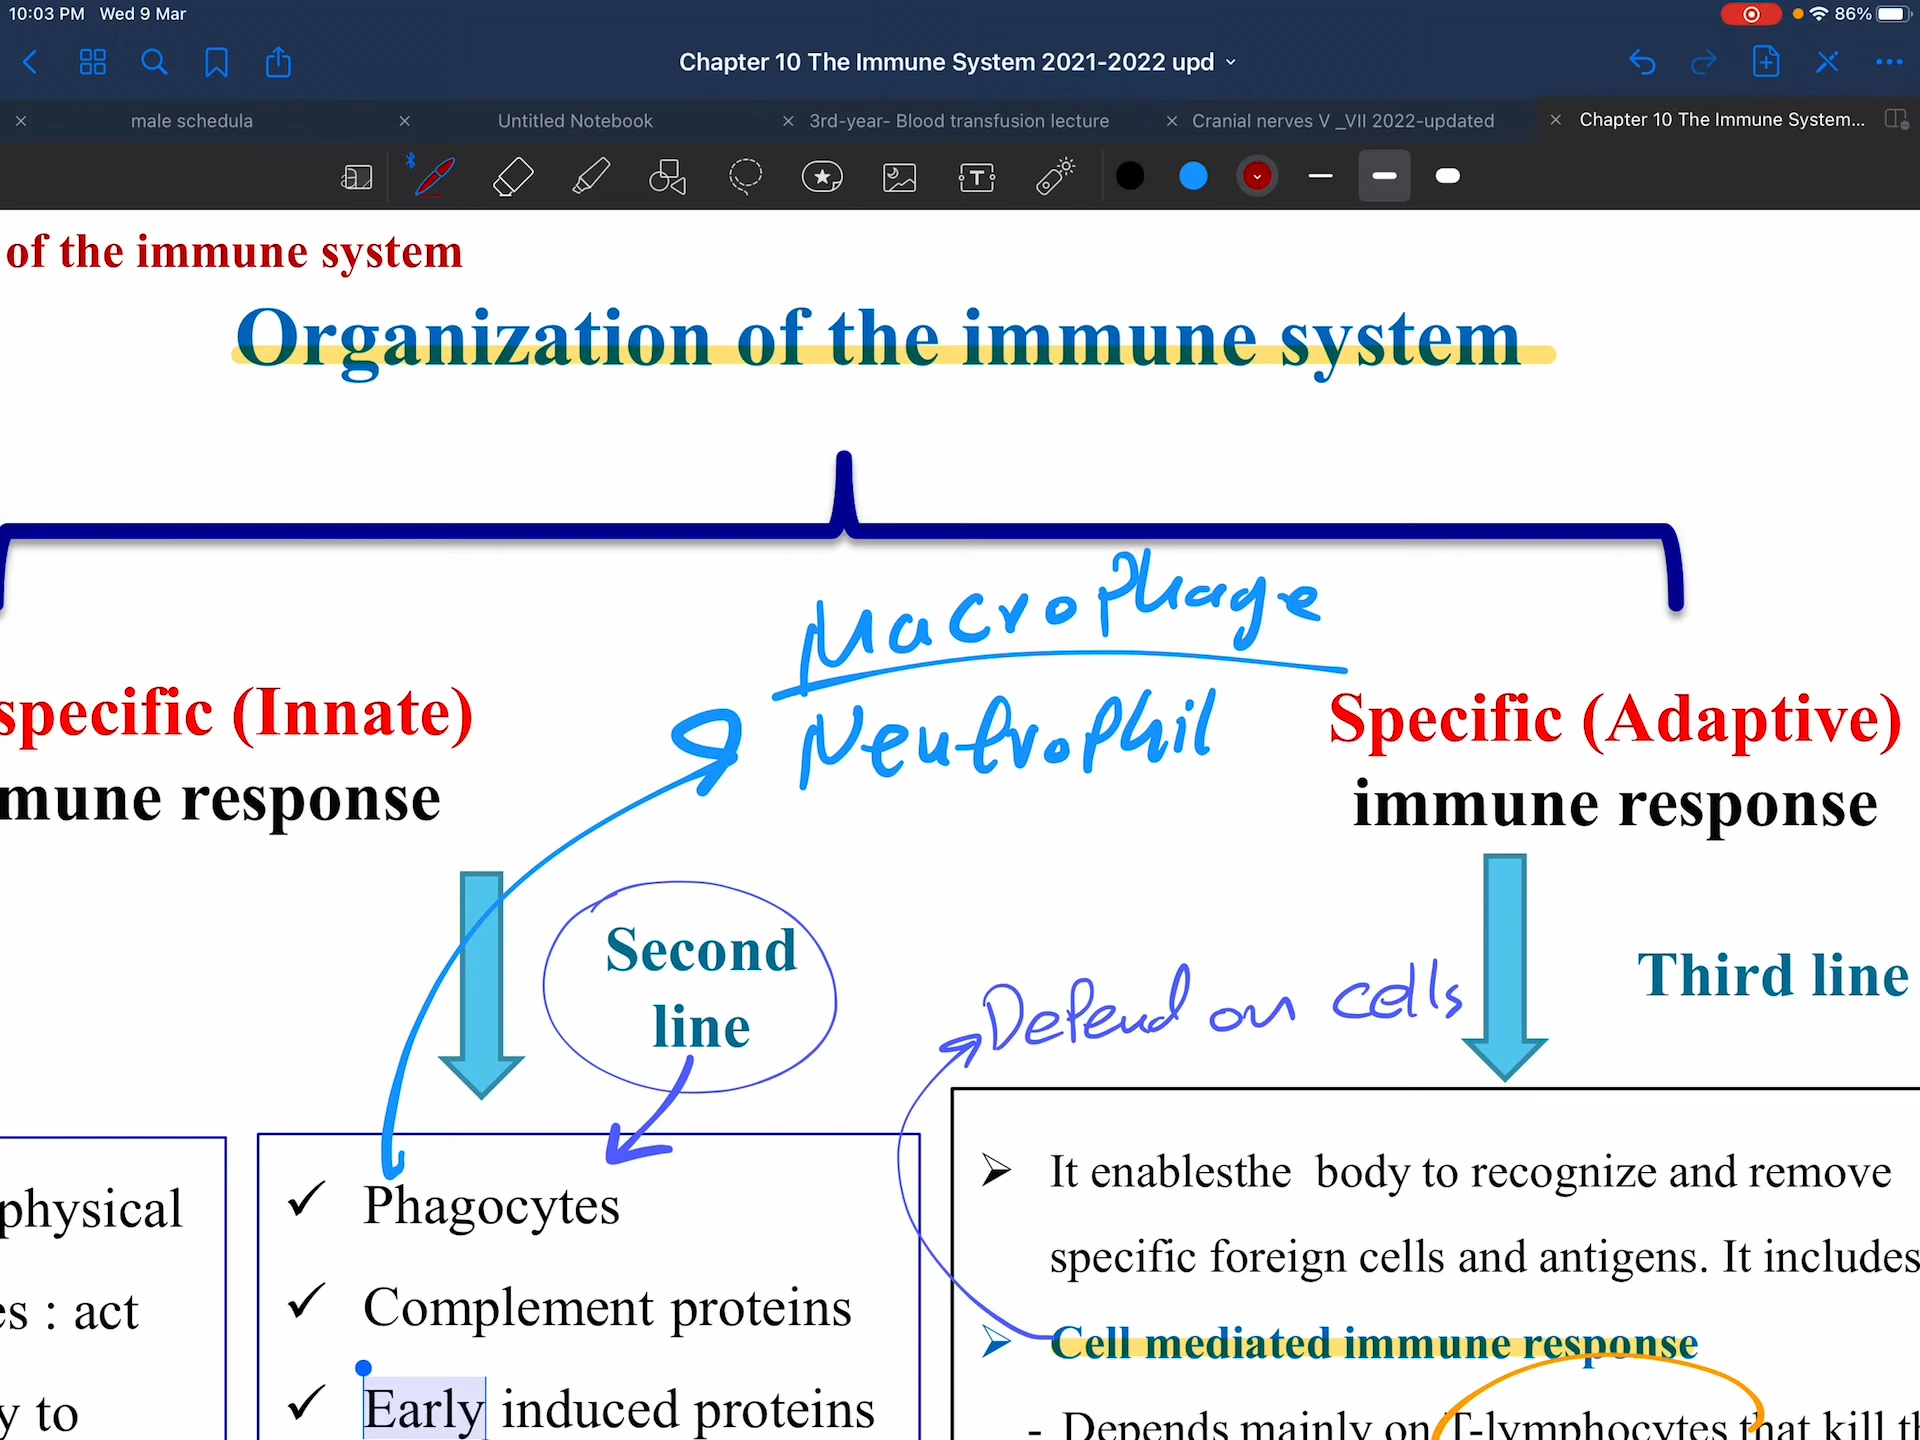 10:03 PM Wed 9 Mar
86%
Chapter 10 The Immune System 2021-2022 upd
male schedula
Untitled Notebook
3rd-year- Blood transfusion lecture
Cranial nerves V _VII 2022-updated
Chapter 10 The Immune System...
of the immune system
Organization of the immune system
Macrophage
Neutrophil
specific (Innate)
mune response
Specific (Adaptive)
immune response
Second
line
Depend on cells
Third line
physical
es : act
y to
✓ Phagocytes
✓ Complement proteins
✓ Early induced proteins
➢ It enablesthe body to recognize and remove
specific foreign cells and antigens. It includes
➢ Cell mediated immune response
- Depends mainly on T-lymphocytes that kill th